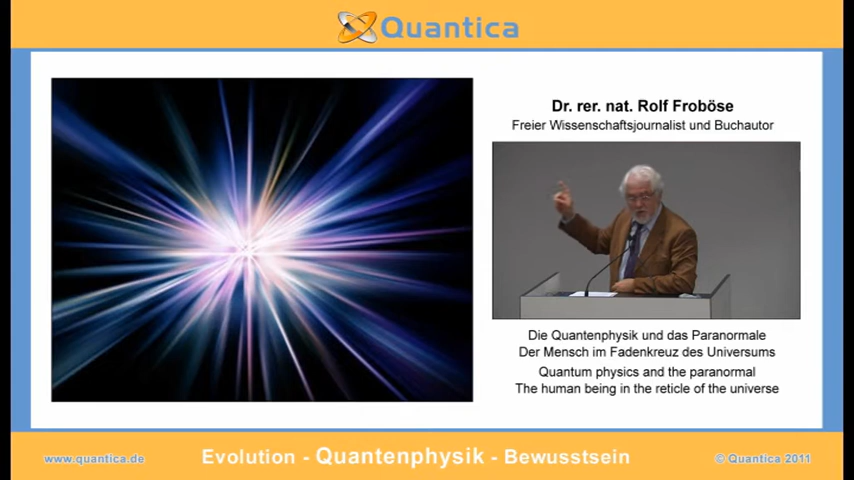 Quantica
Dr. rer. nat. Rolf Froböse
Freier Wissenschaftsjournalist und Buchautor
Die Quantenphysik und das Paranormale
Der Mensch im Fadenkreuz des Universums
Quantum physics and the paranormal
The human being in the reticle of the universe
www.quantica.de
Evolution - Quantenphysik - Bewusstsein
© Quantica 2011